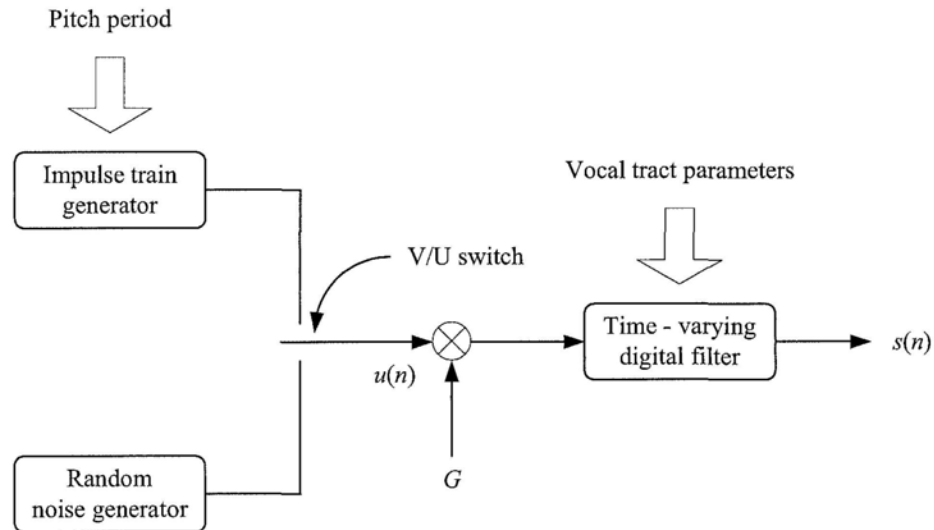 Pitch period
Impulse train
generator
Vocal tract parameters
V/U switch
Time - varying
digital filter
s(n)
u(n)
G
Random
noise generator